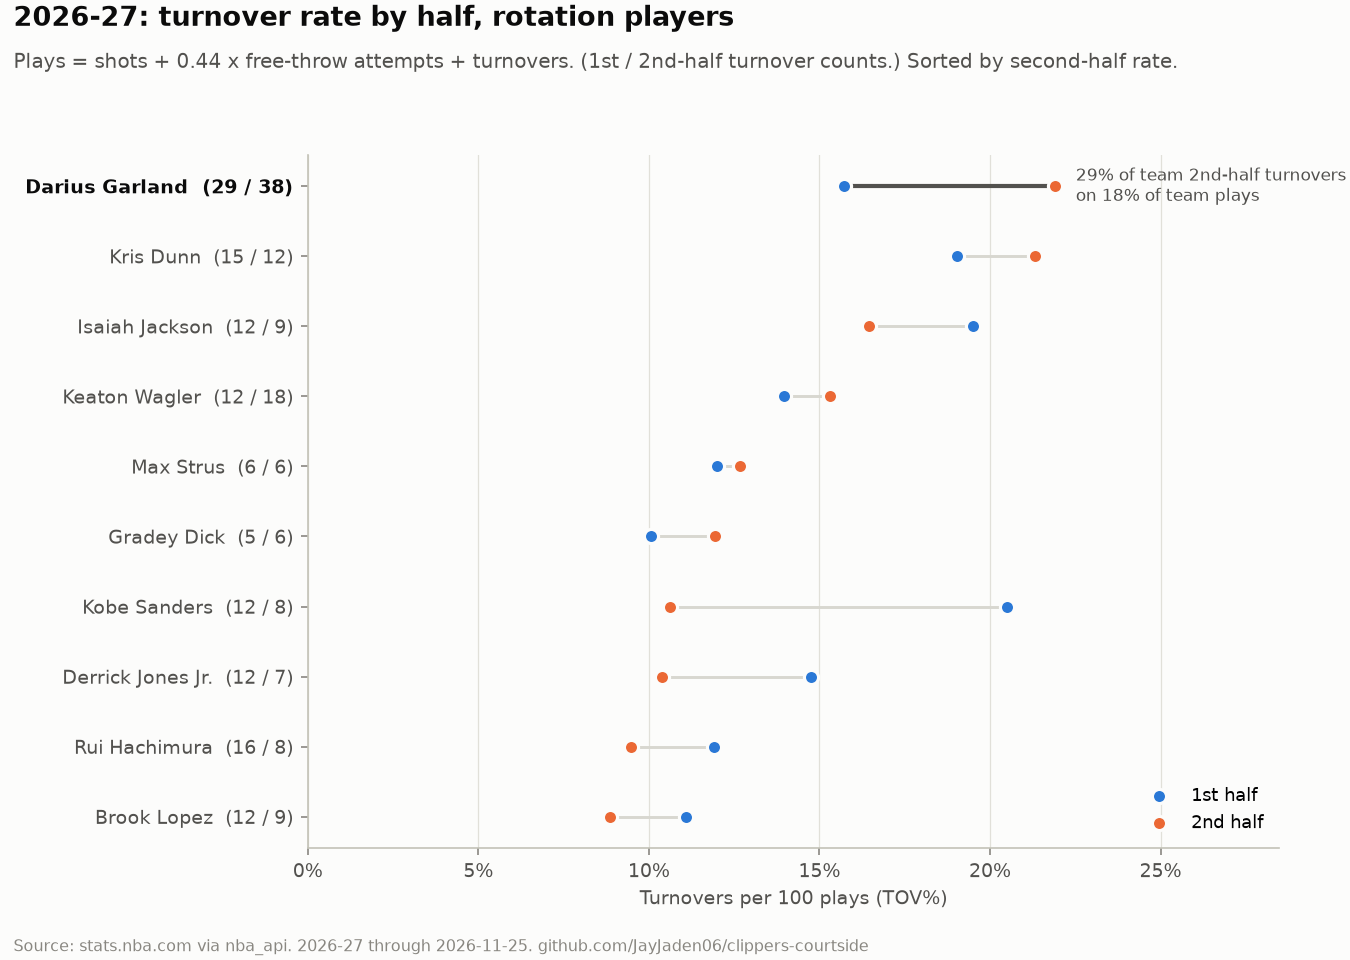 2026-27: turnover rate by half, rotation players
Plays = shots + 0.44 x free-throw attempts + turnovers. (1st / 2nd-half turnover counts.) Sorted by second-half rate.
Darius Garland (29 / 38)
29% of team 2nd-half turnovers
on 18% of team plays
Kris Dunn (15 / 12)
Isaiah Jackson (12 / 9)
Keaton Wagler (12 / 18)
Max Strus (6 / 6)
Gradey Dick (5 / 6)
Kobe Sanders (12 / 8)
Derrick Jones Jr. (12 / 7)
Rui Hachimura (16 / 8)
Brook Lopez (12 / 9)
1st half
2nd half
0% 5% 10% 15% 20% 25%
Turnovers per 100 plays (TOV%)
Source: stats.nba.com via nba_api. 2026-27 through 2026-11-25. github.com/JayJaden06/clippers-courtside